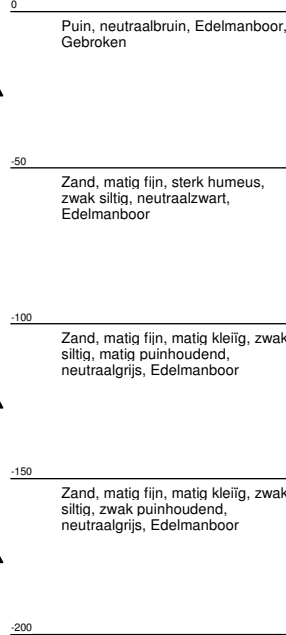 0
Puin, neutraalbruin, Edelmanboor,
Gebroken
-50
Zand, matig fijn, sterk humeus,
zwak siltig, neutraalzwart,
Edelmanboor
-100
Zand, matig fijn, matig kleiïg, zwak
siltig, matig puinhoudend,
neutraalgrijs, Edelmanboor
-150
Zand, matig fijn, matig kleiïg, zwak
siltig, zwak puinhoudend,
neutraalgrijs, Edelmanboor
-200